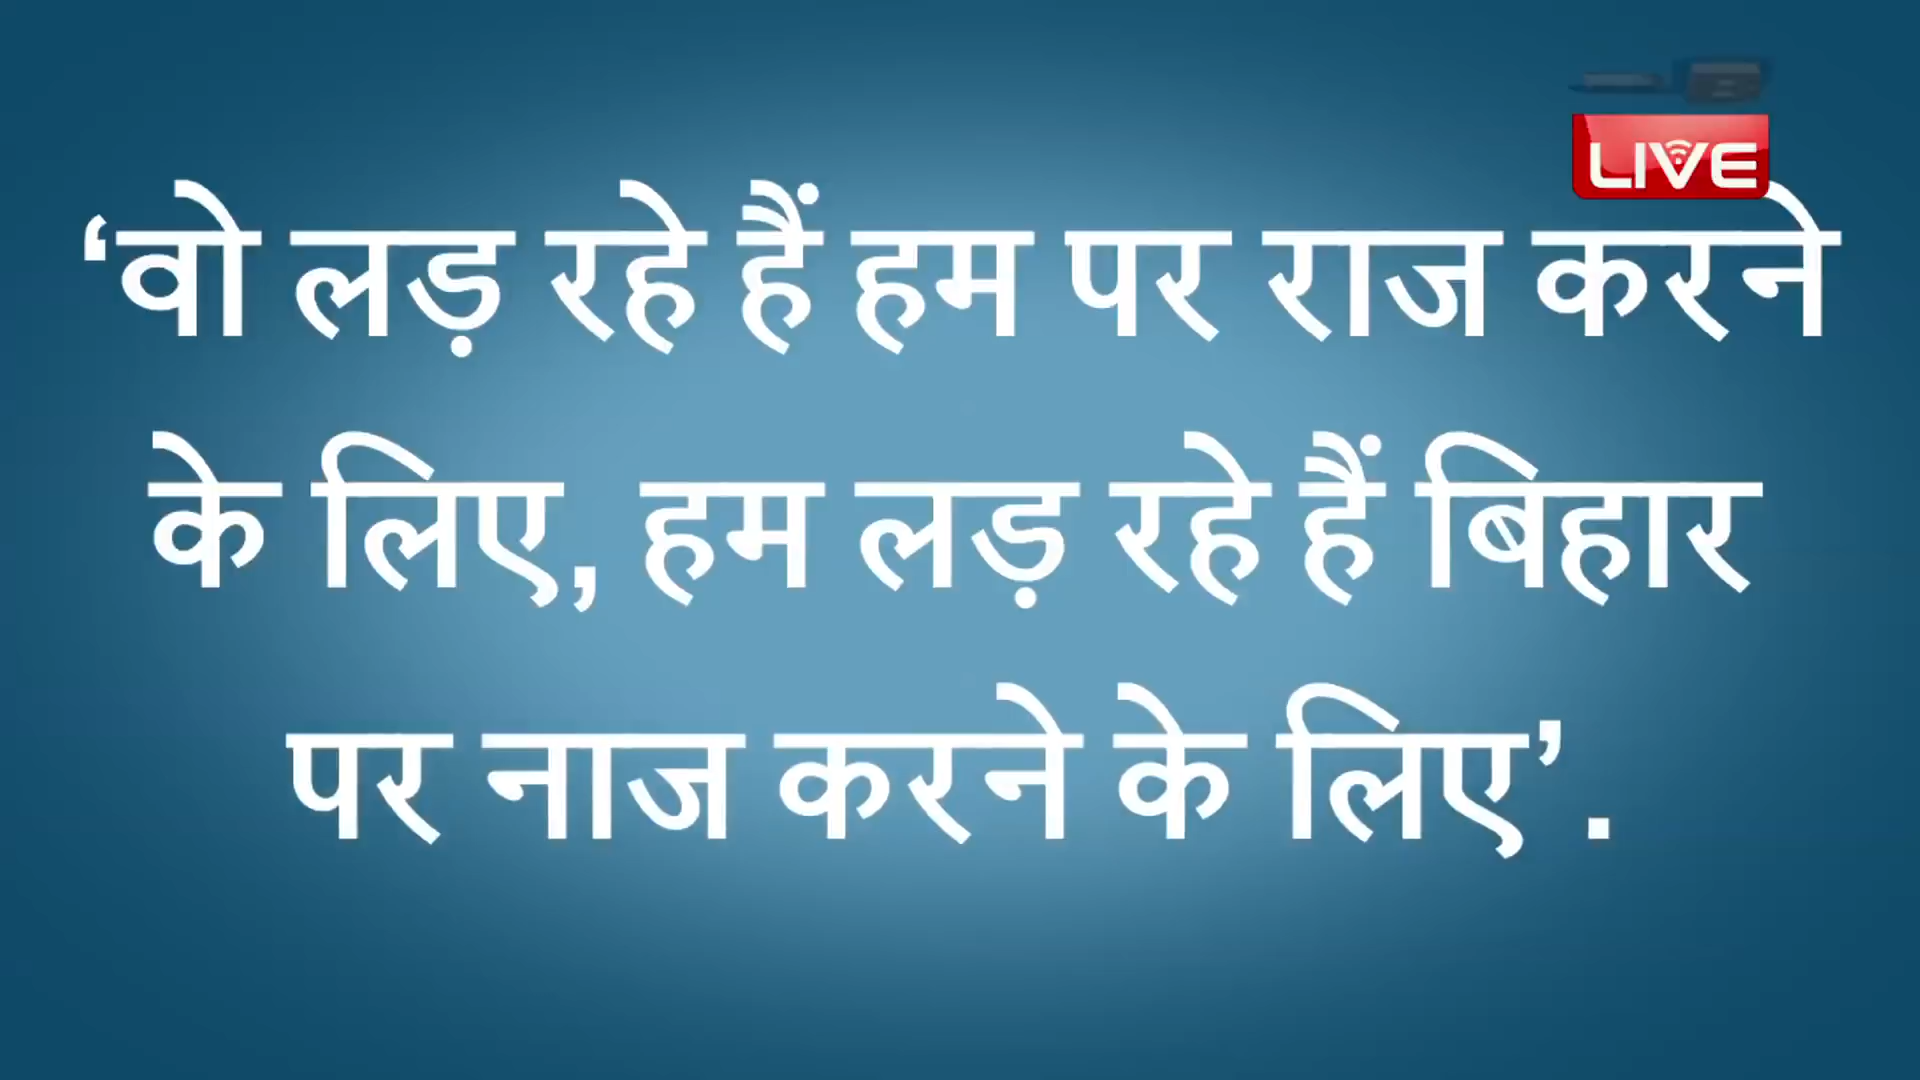 LIVE
‘वो लड़ रहे हैं हम पर राज करने
के लिए, हम लड़ रहे हैं बिहार
पर नाज करने के लिए’.